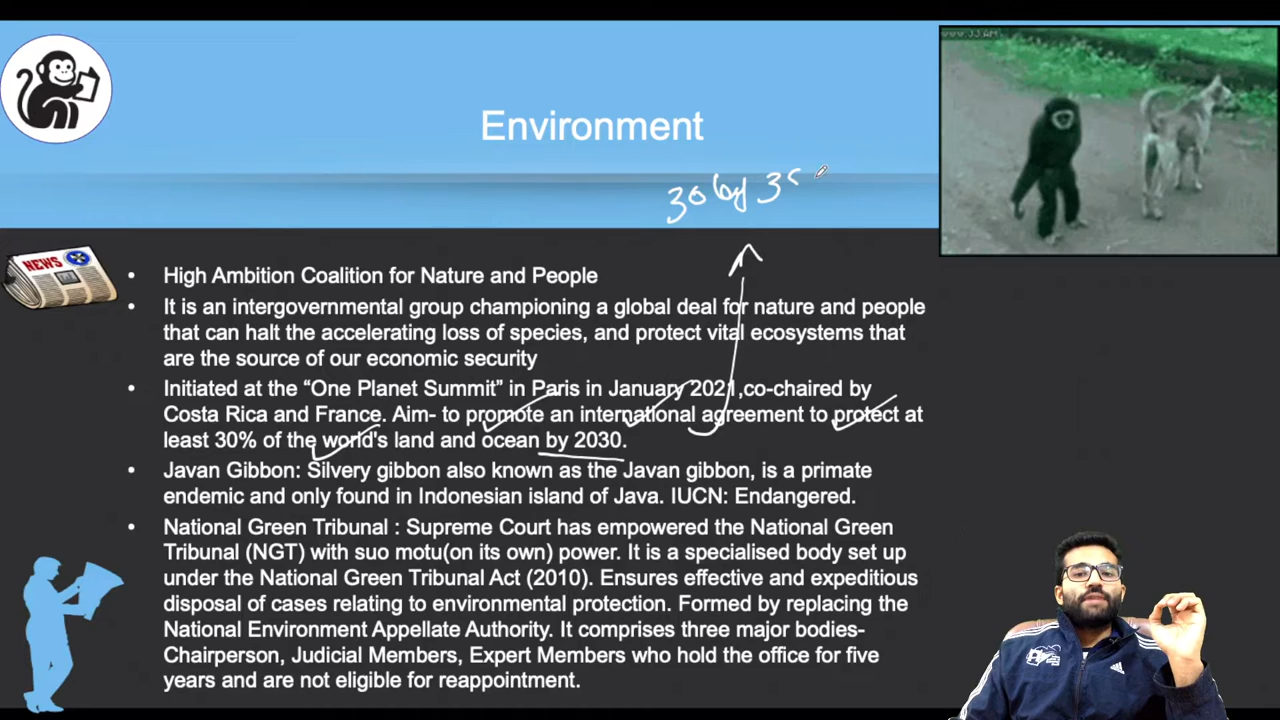 www.JJ.AM
Environment
30 by 30
NEWS
• High Ambition Coalition for Nature and People
• It is an intergovernmental group championing a global deal for nature and people
that can halt the accelerating loss of species, and protect vital ecosystems that
are the source of our economic security
• Initiated at the “One Planet Summit” in Paris in January 2021,co-chaired by
Costa Rica and France. Aim- to promote an international agreement to protect at
least 30% of the world's land and ocean by 2030.
• Javan Gibbon: Silvery gibbon also known as the Javan gibbon, is a primate
endemic and only found in Indonesian island of Java. IUCN: Endangered.
• National Green Tribunal : Supreme Court has empowered the National Green
Tribunal (NGT) with suo motu(on its own) power. It is a specialised body set up
under the National Green Tribunal Act (2010). Ensures effective and expeditious
disposal of cases relating to environmental protection. Formed by replacing the
National Environment Appellate Authority. It comprises three major bodies-
Chairperson, Judicial Members, Expert Members who hold the office for five
years and are not eligible for reappointment.